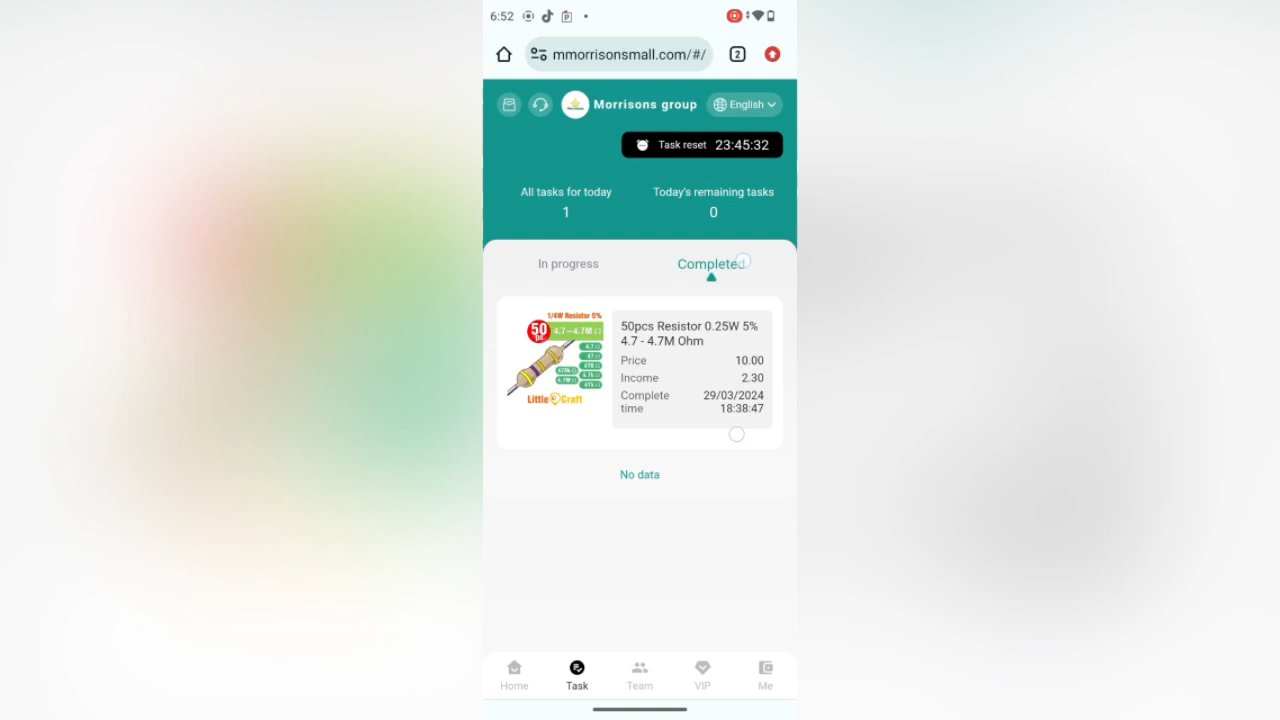 6:52
mmorrisonsmall.com/#/
2
Morrisons group
English
Task reset 23:45:32
All tasks for today
Today's remaining tasks
1
0
In progress
Completed
1/4W Resistor 5%
50
pcs
4.7~4.7M Ω
Little Craft
50pcs Resistor 0.25W 5%
4.7 - 4.7M Ohm
Price 10.00
Income 2.30
Complete time 29/03/2024
18:38:47
No data
Home
Task
Team
VIP
Me